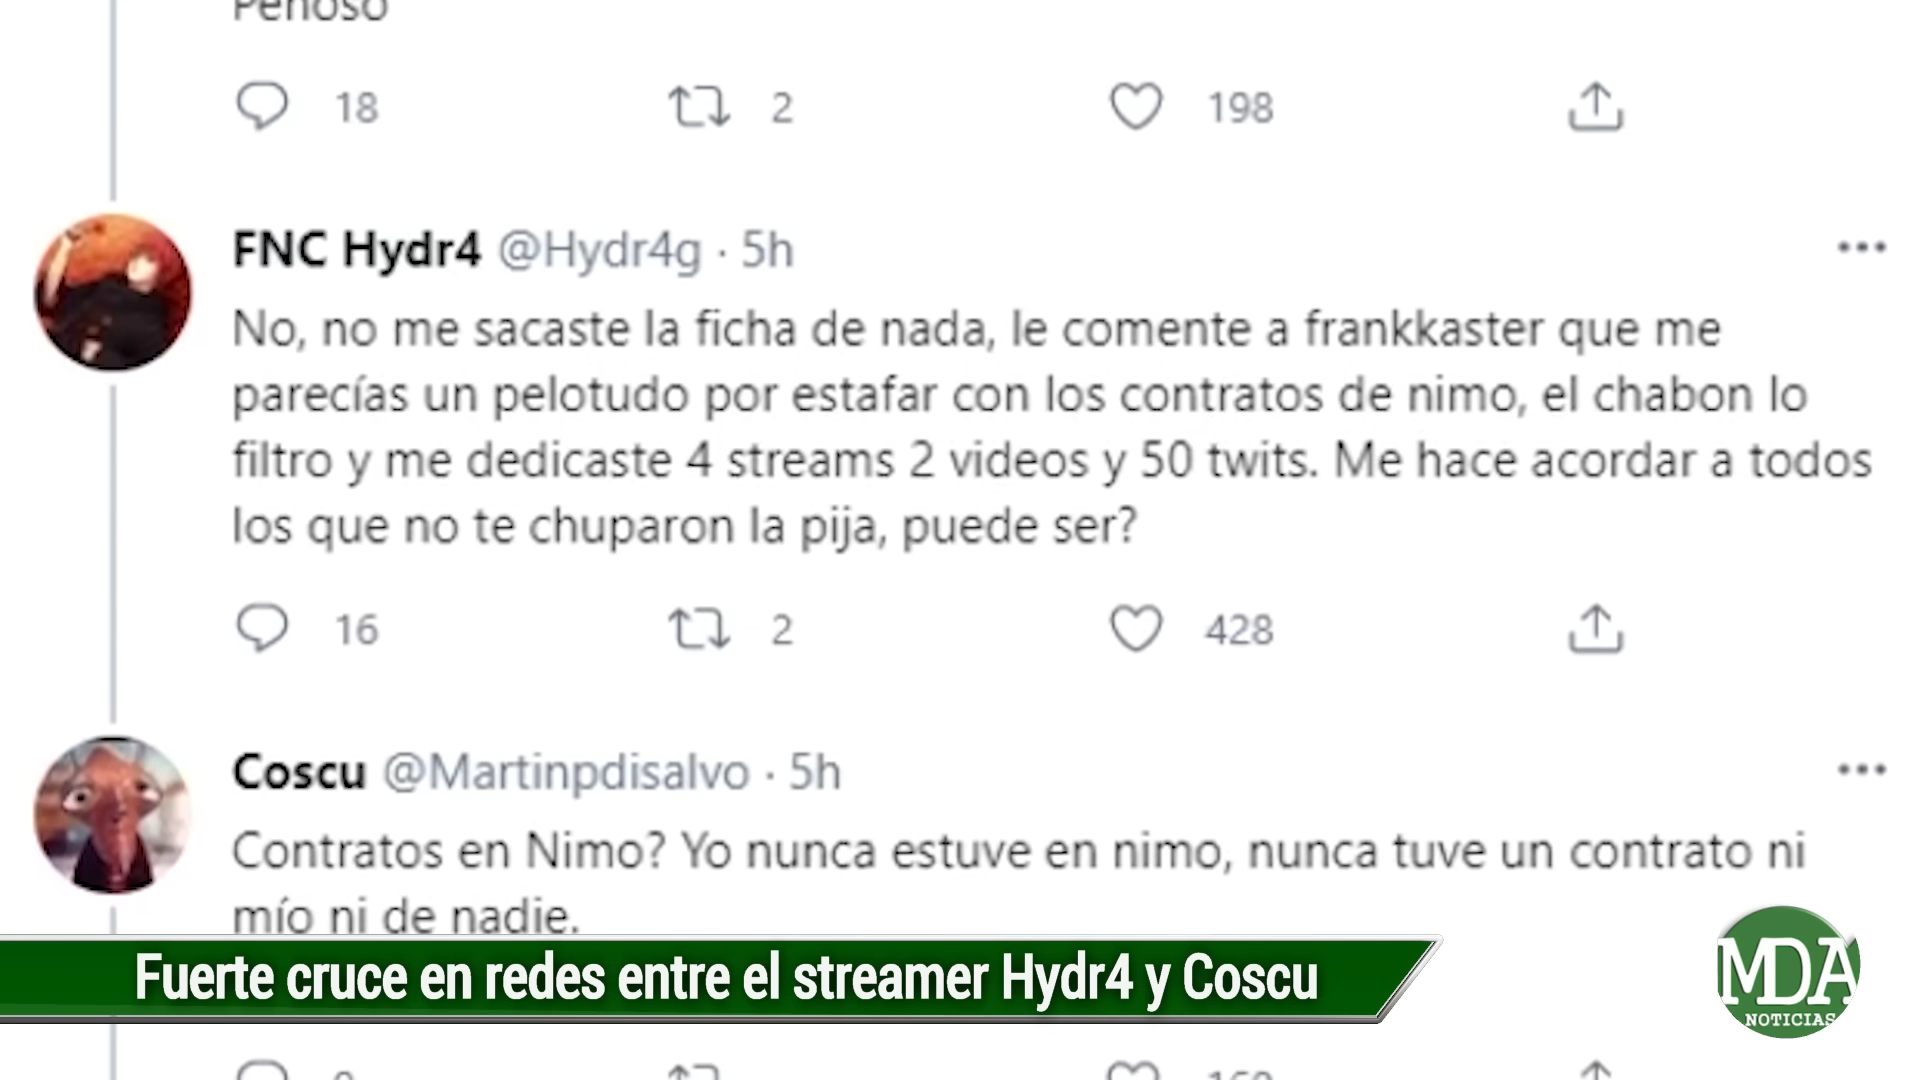 Penoso
18 2 198
FNC Hydr4 @Hydr4g · 5h
No, no me sacaste la ficha de nada, le comente a frankkaster que me
parecías un pelotudo por estafar con los contratos de nimo, el chabon lo
filtro y me dedicaste 4 streams 2 videos y 50 twits. Me hace acordar a todos
los que no te chuparon la pija, puede ser?
16 2 428
Coscu @Martinpdisalvo · 5h
Contratos en Nimo? Yo nunca estuve en nimo, nunca tuve un contrato ni
mío ni de nadie.
Fuerte cruce en redes entre el streamer Hydr4 y Coscu
MDA
NOTICIAS